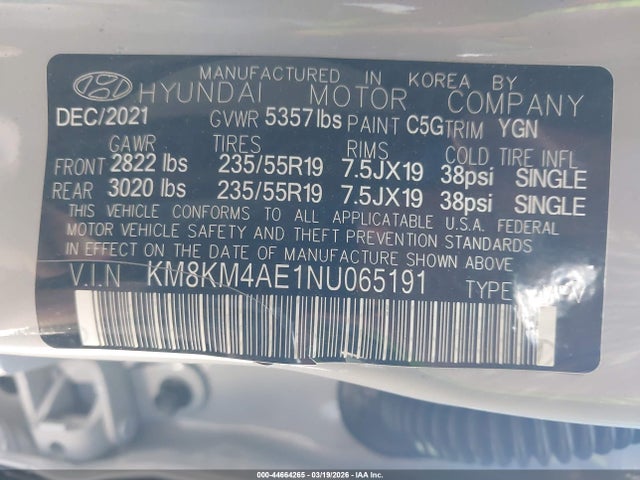 MANUFACTURED IN KOREA BY
HYUNDAI MOTOR COMPANY
DEC/2021 GVWR 5357 lbs PAINT C5G TRIM YGN
GAWR TIRES RIMS COLD TIRE INFL
FRONT 2822 lbs 235/55R19 7.5JX19 38psi SINGLE
REAR 3020 lbs 235/55R19 7.5JX19 38psi SINGLE
THIS VEHICLE CONFORMS TO ALL APPLICABLE U.S.A. FEDERAL
MOTOR VEHICLE SAFETY AND THEFT PREVENTION STANDARDS
IN EFFECT ON THE DATE OF MANUFACTURE SHOWN ABOVE
V.I.N KM8KM4AE1NU065191 TYPE
000-44664265 | 03/19/2026 | IAA Inc.